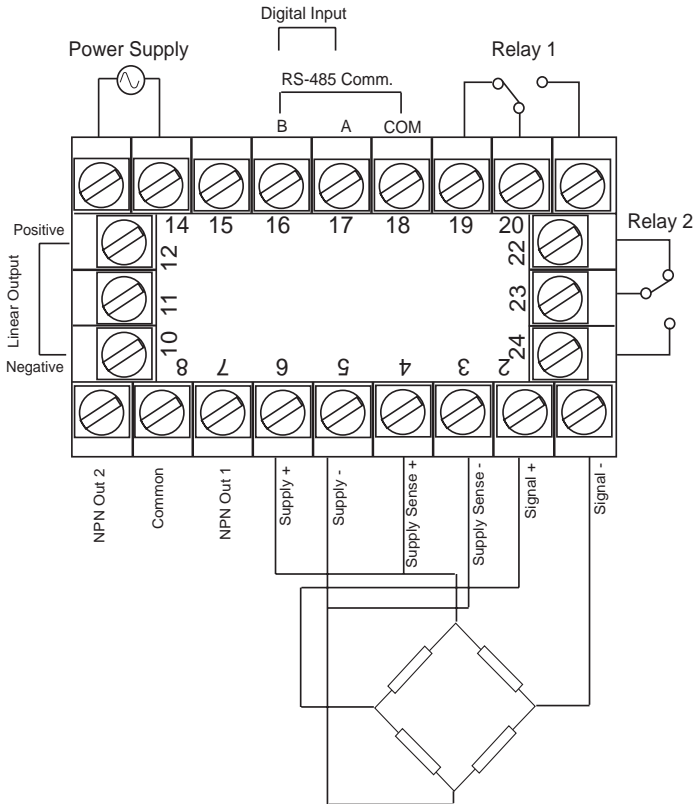 Digital Input
Power Supply
Relay 1
RS-485 Comm.
B A COM
14 15 16 17 18 19 20
Positive
Linear Output
Negative
12
11
10
22
23
24
Relay 2
8 7 6 5 4 3 2
NPN Out 2
Common
NPN Out 1
Supply +
Supply -
Supply Sense +
Supply Sense -
Signal +
Signal -